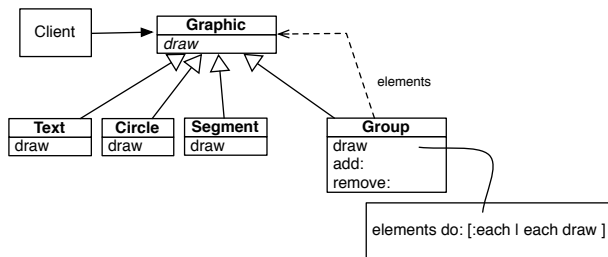 Client
Graphic
draw
elements
Text
draw
Circle
draw
Segment
draw
Group
draw
add:
remove:
elements do: [:each | each draw ]